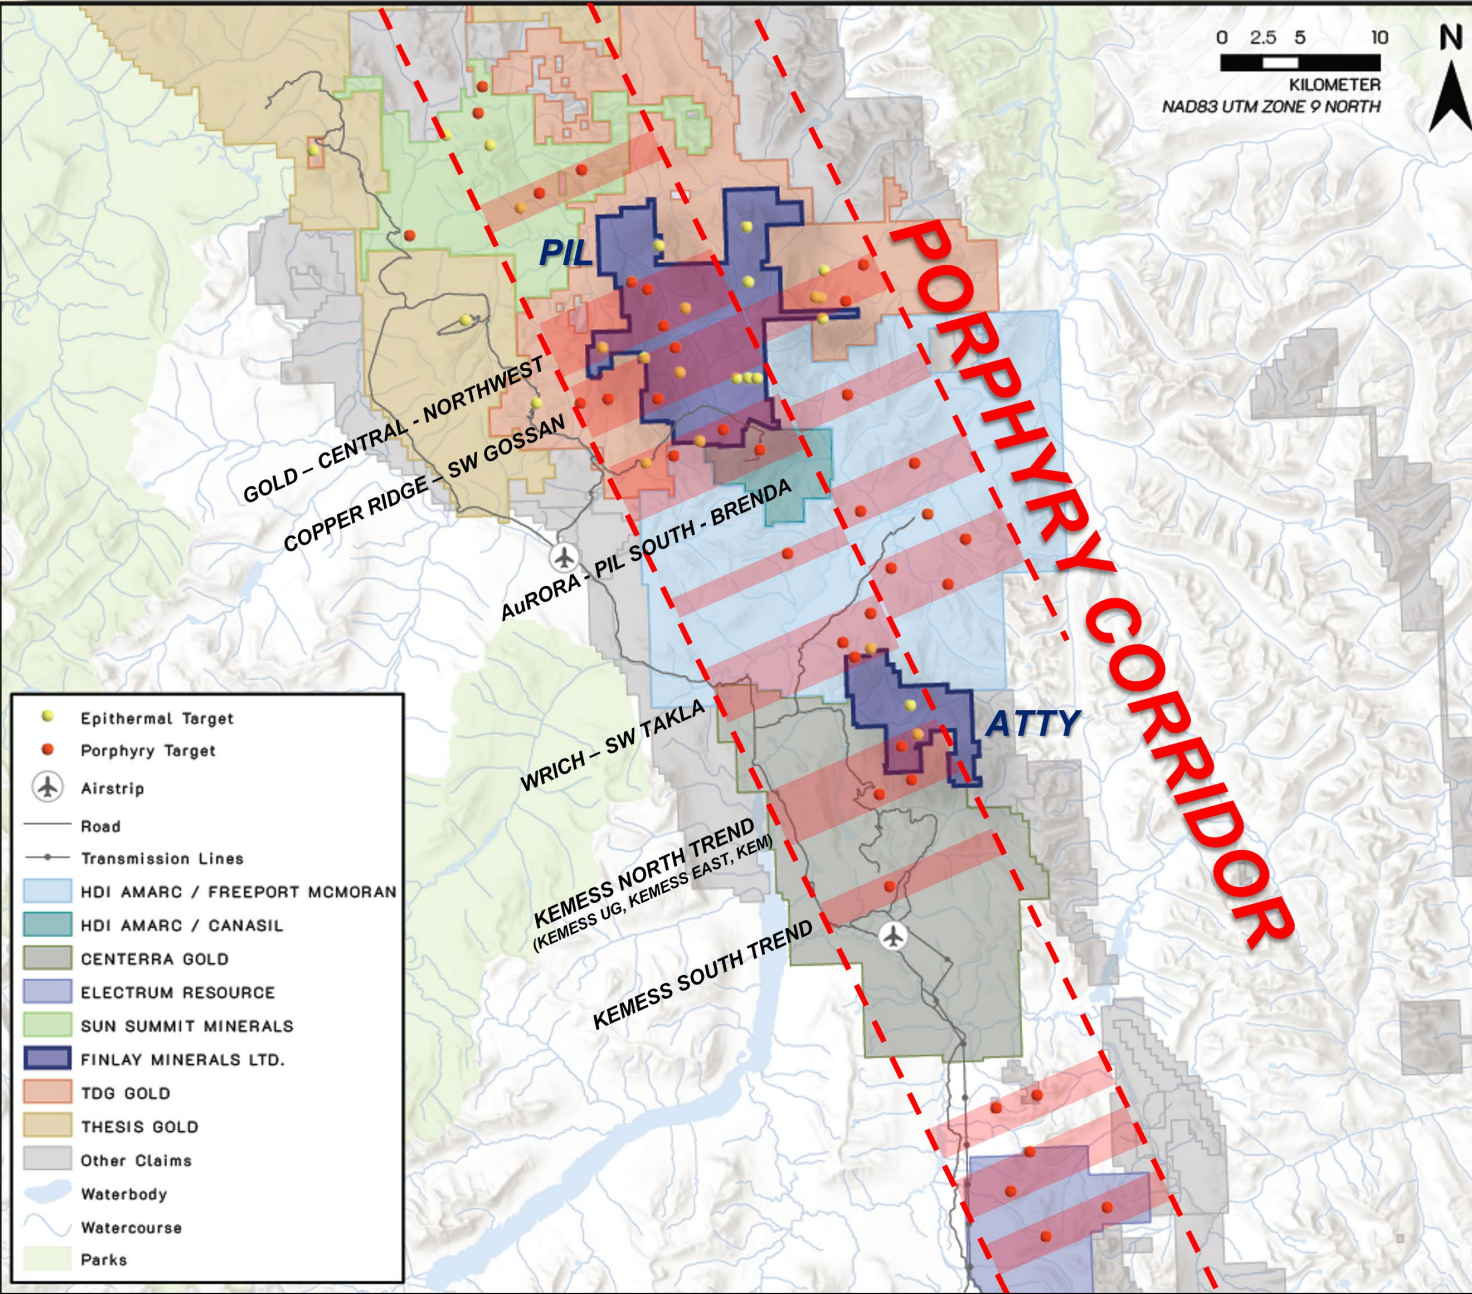 0 2.5 5 10
KILOMETER
NAD83 UTM ZONE 9 NORTH
N
PIL
PORPHYRY CORRIDOR
GOLD – CENTRAL - NORTHWEST
COPPER RIDGE – SW GOSSAN
AuRORA - PIL SOUTH - BRENDA
WRICH – SW TAKLA
ATTY
KEMESS NORTH TREND
(KEMESS UG, KEMESS EAST, KEM)
KEMESS SOUTH TREND
Epithermal Target
Porphyry Target
Airstrip
Road
Transmission Lines
HDI AMARC / FREEPORT MCMORAN
HDI AMARC / CANASIL
CENTERRA GOLD
ELECTRUM RESOURCE
SUN SUMMIT MINERALS
FINLAY MINERALS LTD.
TDG GOLD
THESIS GOLD
Other Claims
Waterbody
Watercourse
Parks